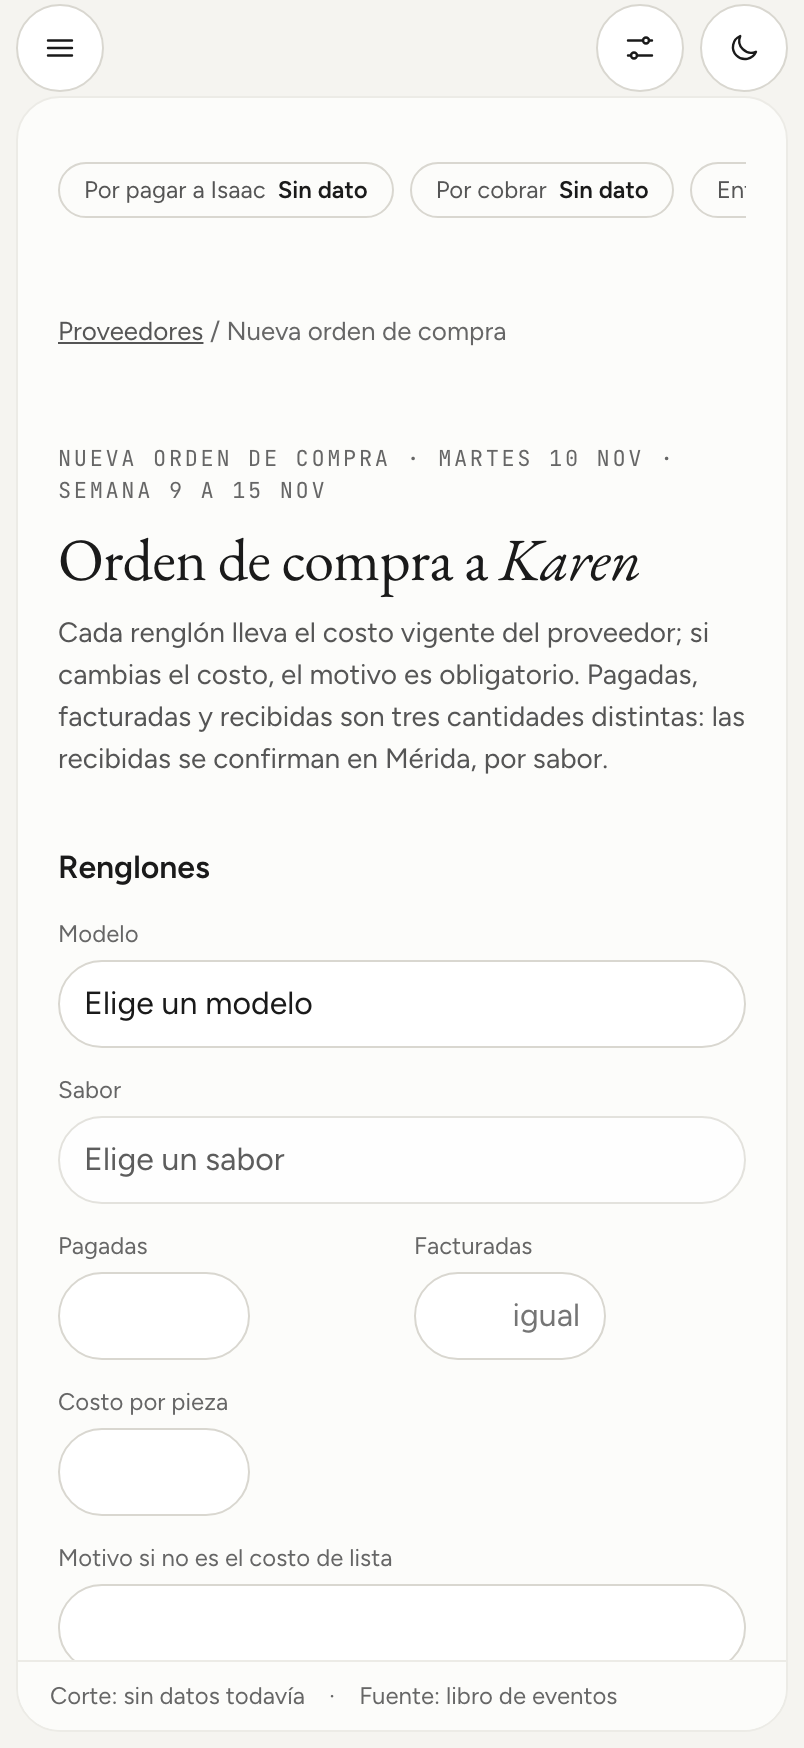 Por pagar a Isaac Sin dato
Por cobrar Sin dato
Proveedores / Nueva orden de compra
NUEVA ORDEN DE COMPRA · MARTES 10 NOV ·
SEMANA 9 A 15 NOV
Orden de compra a Karen
Cada renglón lleva el costo vigente del proveedor; si
cambias el costo, el motivo es obligatorio. Pagadas,
facturadas y recibidas son tres cantidades distintas: las
recibidas se confirman en Mérida, por sabor.
Renglones
Modelo
Elige un modelo
Sabor
Elige un sabor
Pagadas
Facturadas
igual
Costo por pieza
Motivo si no es el costo de lista
Corte: sin datos todavía · Fuente: libro de eventos